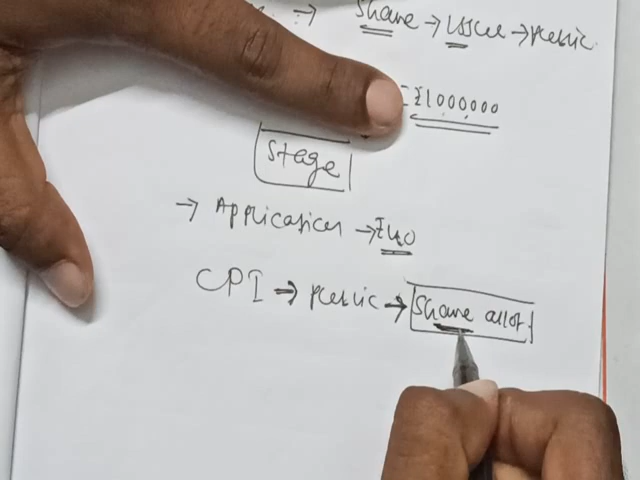 → Share → Issue → Public
₹1000000
Stage
→ Application → ₹40
CPI → Public → Share allot.